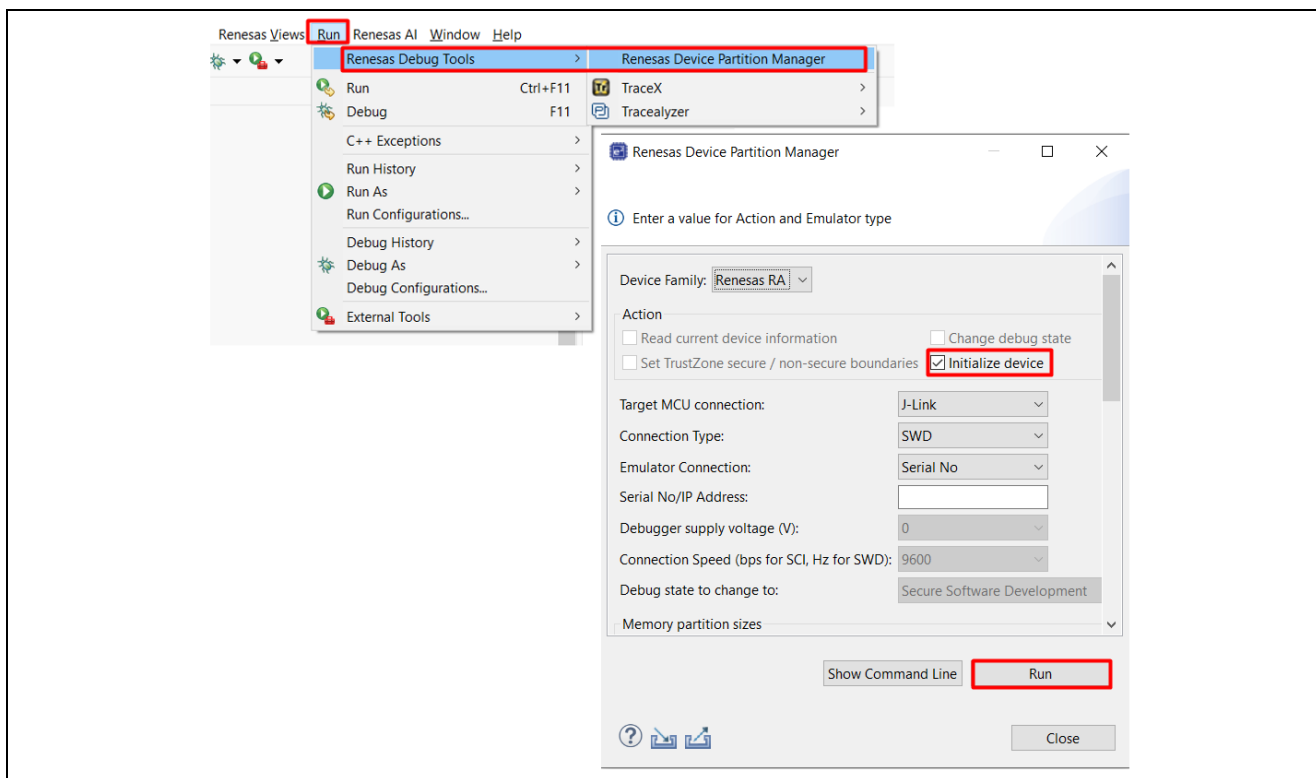 Renesas Views Run Renesas AI Window Help
Renesas Debug Tools > Renesas Device Partition Manager
Run Ctrl+F11 TraceX >
Debug F11 Tracealyzer >
C++ Exceptions >
Run History >
Run As >
Run Configurations...
Debug History >
Debug As >
Debug Configurations...
External Tools >
Renesas Device Partition Manager
Enter a value for Action and Emulator type
Device Family: Renesas RA
Action
Read current device information Change debug state
Set TrustZone secure / non-secure boundaries Initialize device
Target MCU connection: J-Link
Connection Type: SWD
Emulator Connection: Serial No
Serial No/IP Address:
Debugger supply voltage (V): 0
Connection Speed (bps for SCI, Hz for SWD): 9600
Debug state to change to: Secure Software Development
Memory partition sizes
Show Command Line Run
Close